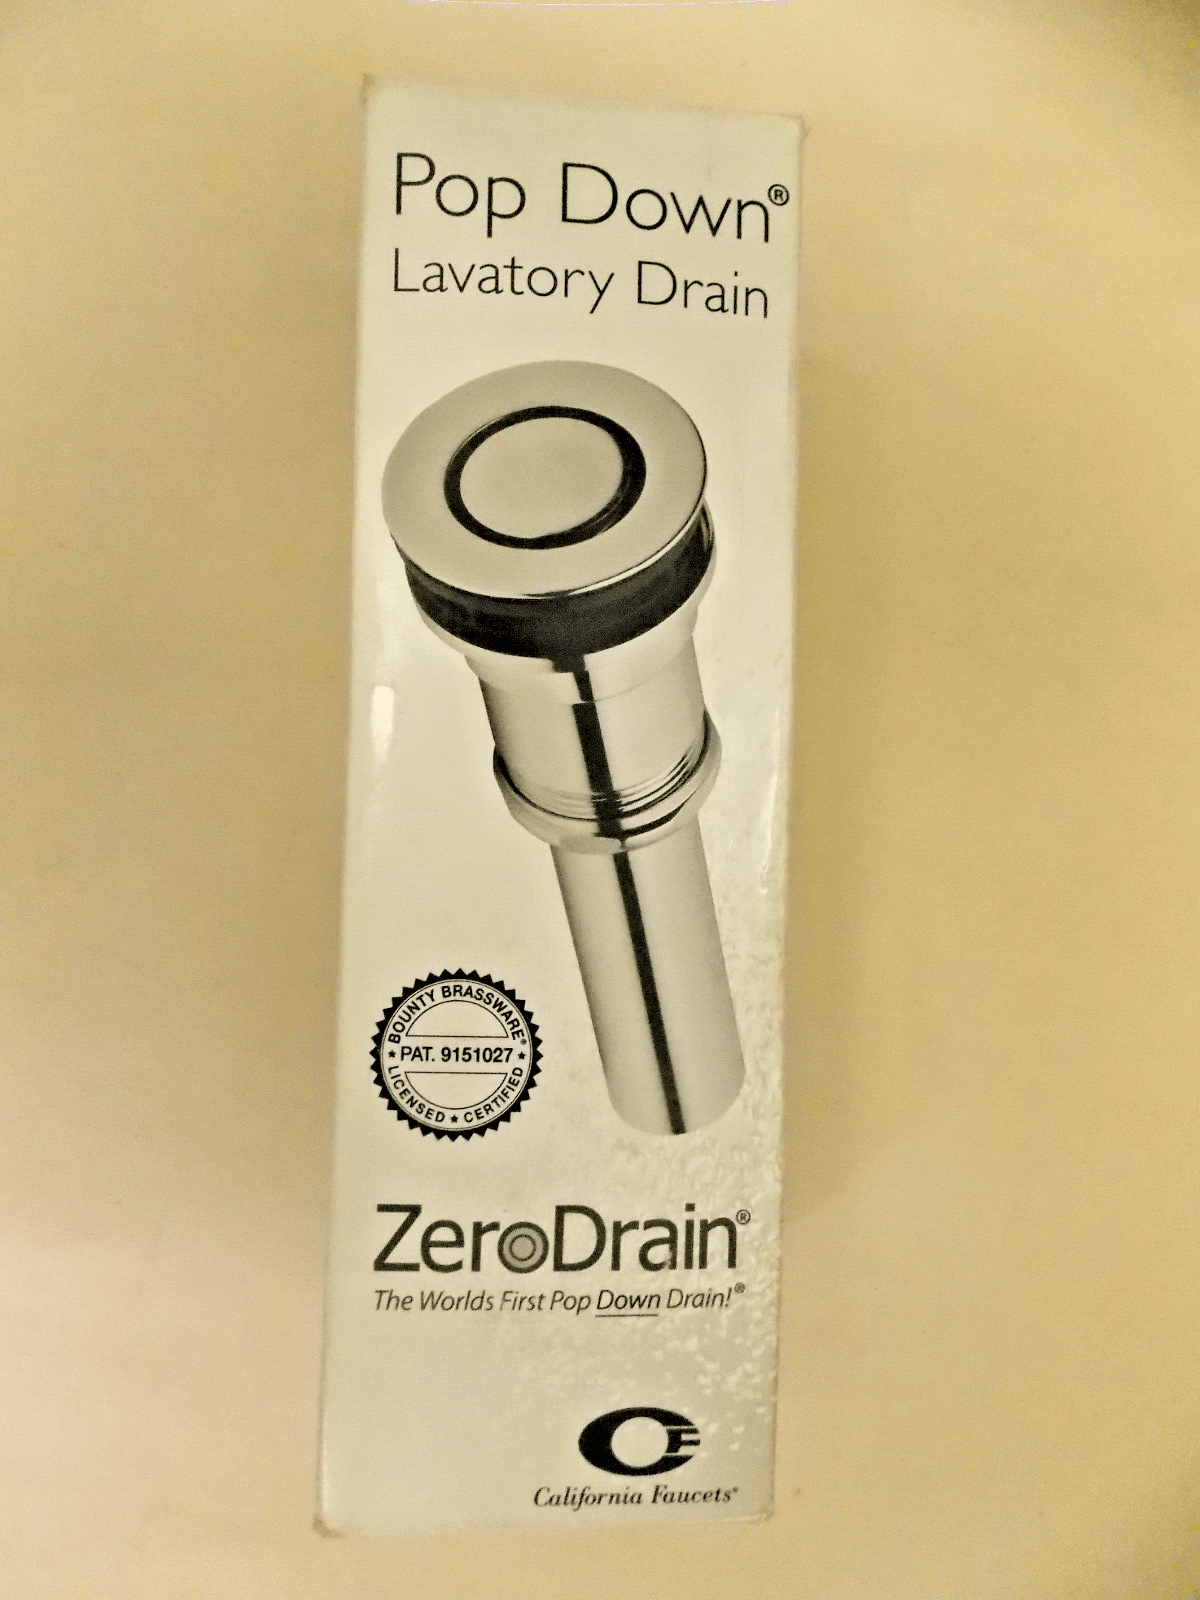 Pop Down®
Lavatory Drain
BOUNTY BRASSWARE®
★ PAT. 9151027 ★
LICENSED ★ CERTIFIED
ZeroDrain®
The Worlds First Pop Down Drain!®
CF
California Faucets®